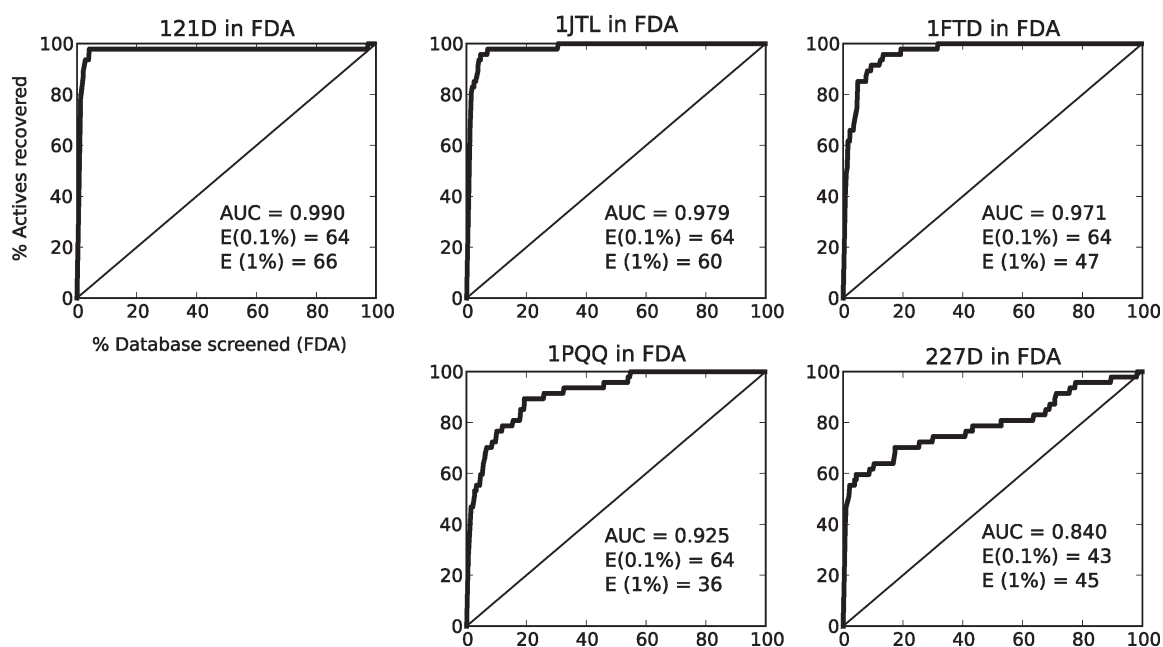 121D in FDA
100
80
60
40
20
0
0 20 40 60 80 100
% Actives recovered
% Database screened (FDA)
AUC = 0.990
E(0.1%) = 64
E (1%) = 66
1JTL in FDA
100
80
60
40
20
0
0 20 40 60 80 100
AUC = 0.979
E(0.1%) = 64
E (1%) = 60
1FTD in FDA
100
80
60
40
20
0
0 20 40 60 80 100
AUC = 0.971
E(0.1%) = 64
E (1%) = 47
1PQQ in FDA
100
80
60
40
20
0
0 20 40 60 80 100
AUC = 0.925
E(0.1%) = 64
E (1%) = 36
227D in FDA
100
80
60
40
20
0
0 20 40 60 80 100
AUC = 0.840
E(0.1%) = 43
E (1%) = 45